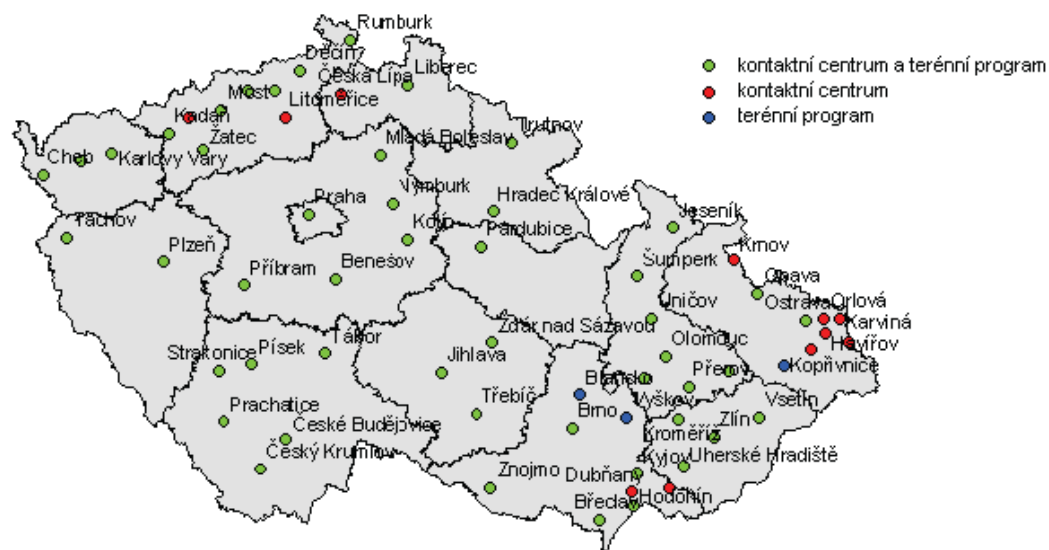 Rumburk
Děčín
Česká Lípa
Liberec
kontaktní centrum a terénní program
kontaktní centrum
terénní program
Most
Litoměřice
Kadaň
Žatec
Mladá Boleslav
Trutnov
Cheb
Karlovy Vary
Praha
Nymburk
Hradec Králové
Kolín
Pardubice
Jeseník
Tachov
Plzeň
Příbram
Benešov
Šumperk
Krnov
Opava
Ostrava
Orlová
Karviná
Havířov
Uničov
Žďár nad Sázavou
Olomouc
Kopřivnice
Tábor
Strakonice
Písek
Jihlava
Přerov
Blansko
Vyškov
Vsetín
Třebíč
Brno
Prachatice
České Budějovice
Zlín
Kroměříž
Český Krumlov
Kyjov
Uherské Hradiště
Znojmo
Dubňany
Hodonín
Břeclav